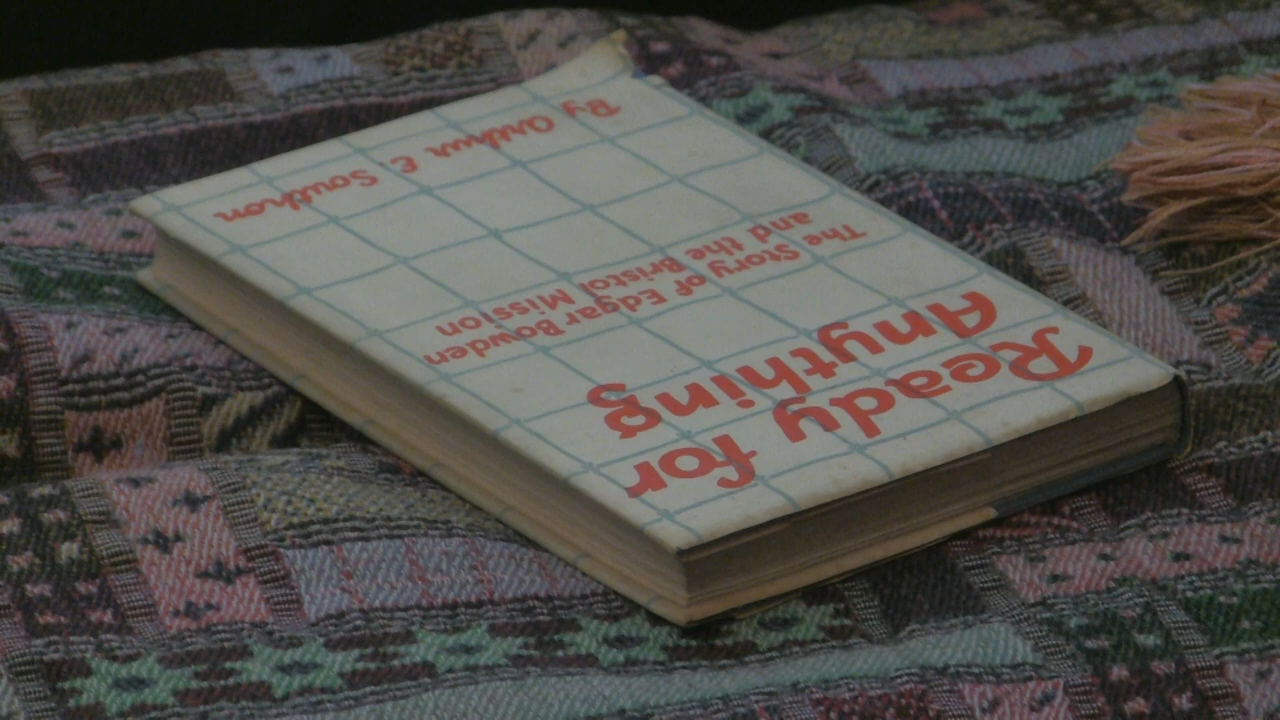 Ready for
Anything
The Story of Edgar Bowden
and the Bristol Mission
By Arthur E. Southon